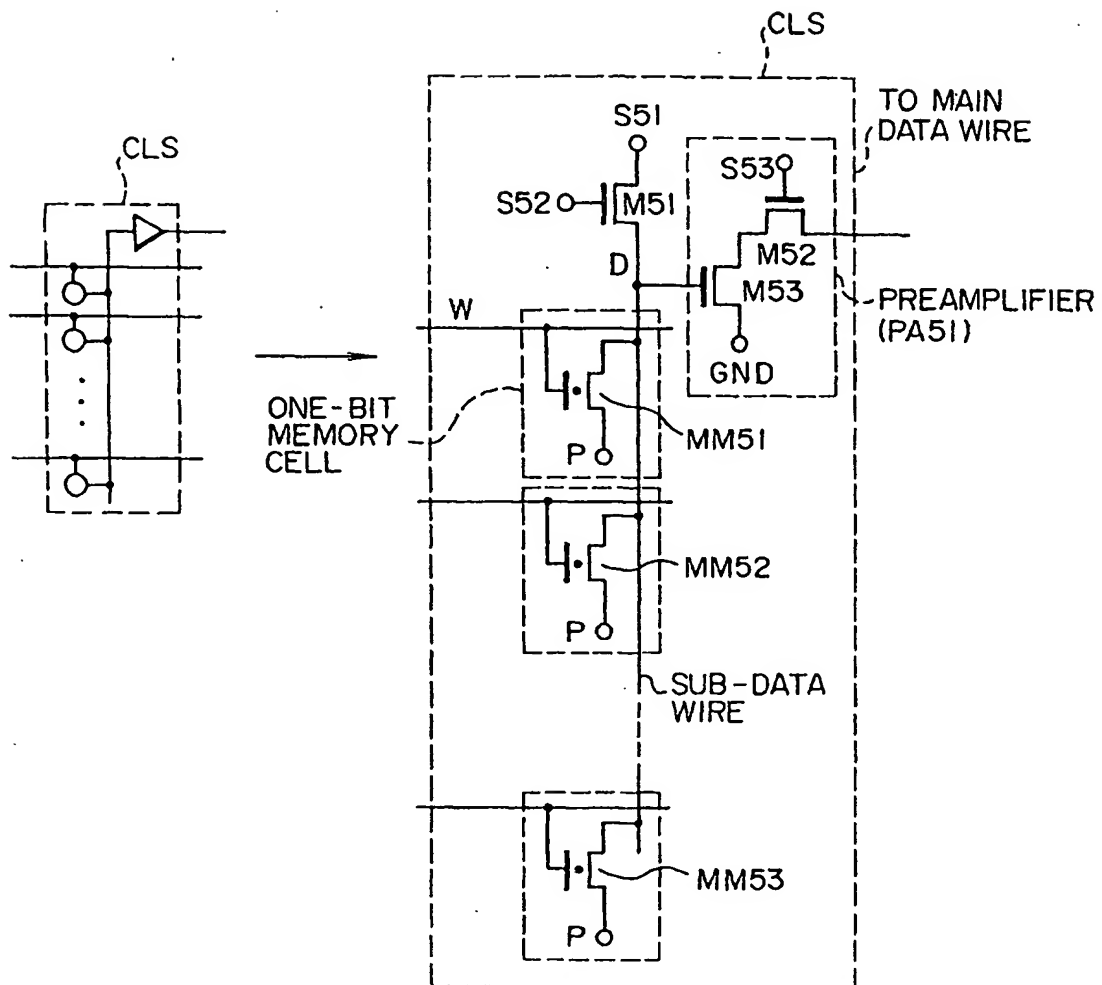 CLS
CLS
TO MAIN
DATA WIRE
S51
S53
S52
M51
M52
D
M53
W
PREAMPLIFIER
(PA51)
GND
ONE-BIT
MEMORY
CELL
MM51
P
MM52
P
SUB-DATA
WIRE
MM53
P